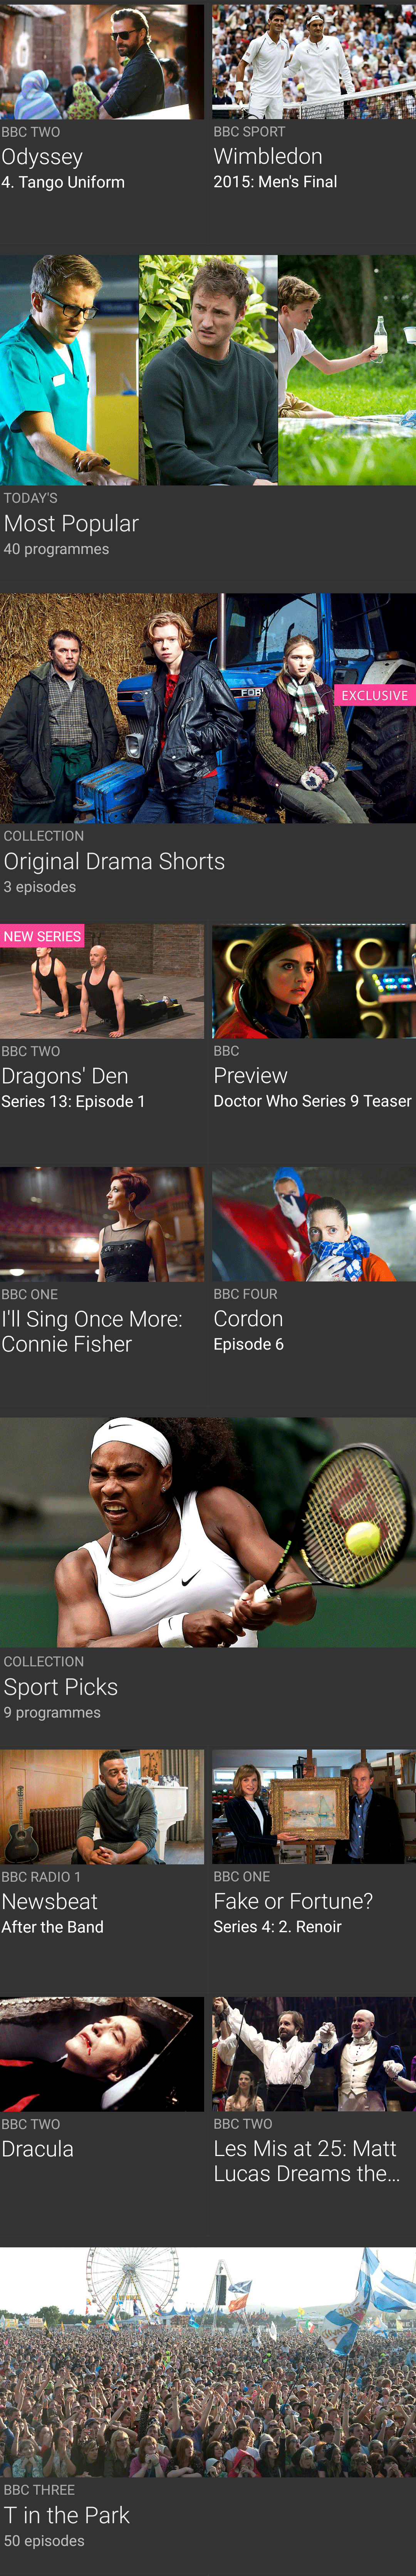 BBC TWO
Odyssey
4. Tango Uniform
BBC SPORT
Wimbledon
2015: Men's Final
TODAY'S
Most Popular
40 programmes
FOR
EXCLUSIVE
COLLECTION
Original Drama Shorts
3 episodes
NEW SERIES
BBC TWO
Dragons' Den
Series 13: Episode 1
BBC
Preview
Doctor Who Series 9 Teaser
BBC ONE
I'll Sing Once More:
Connie Fisher
BBC FOUR
Cordon
Episode 6
COLLECTION
Sport Picks
9 programmes
BBC RADIO 1
Newsbeat
After the Band
BBC ONE
Fake or Fortune?
Series 4: 2. Renoir
BBC TWO
Dracula
BBC TWO
Les Mis at 25: Matt
Lucas Dreams the...
BBC THREE
T in the Park
50 episodes